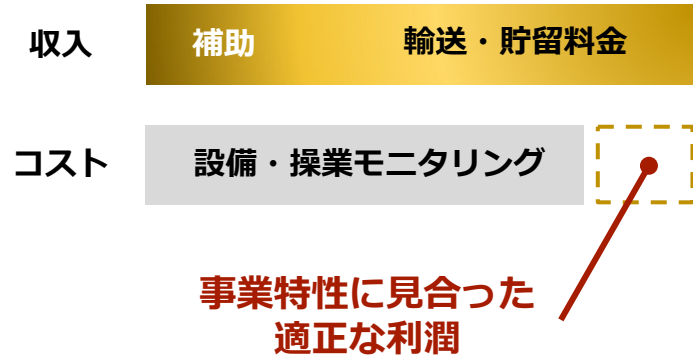 収入 補助 輸送・貯留料金
コスト 設備・操業モニタリング
事業特性に見合った
適正な利潤